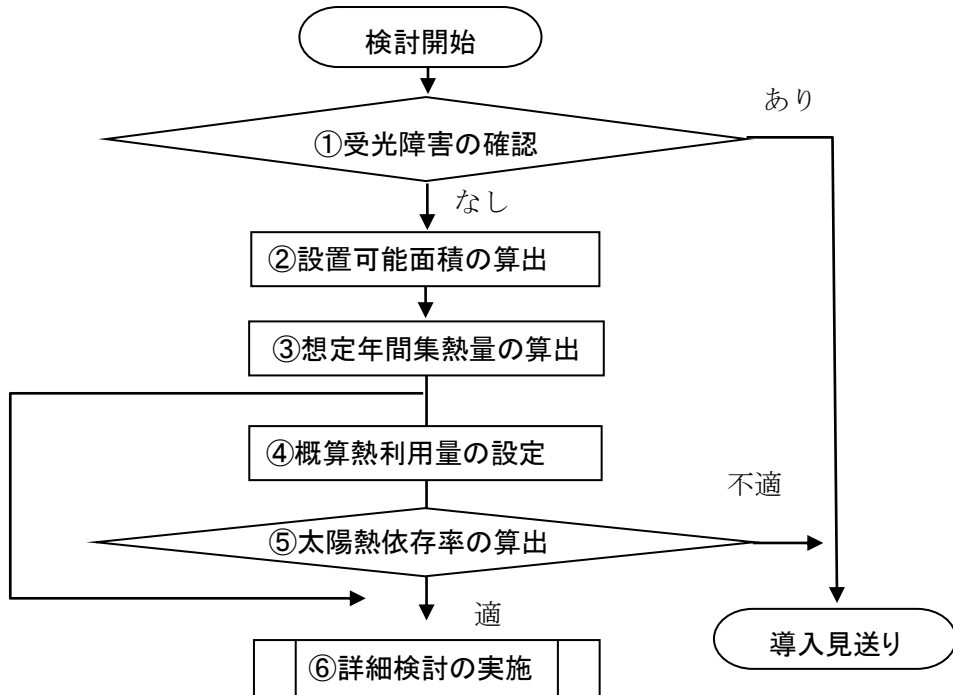 検討開始
あり
①受光障害の確認
なし
②設置可能面積の算出
③想定年間集熱量の算出
④概算熱利用量の設定
不適
⑤太陽熱依存率の算出
適
導入見送り
⑥詳細検討の実施